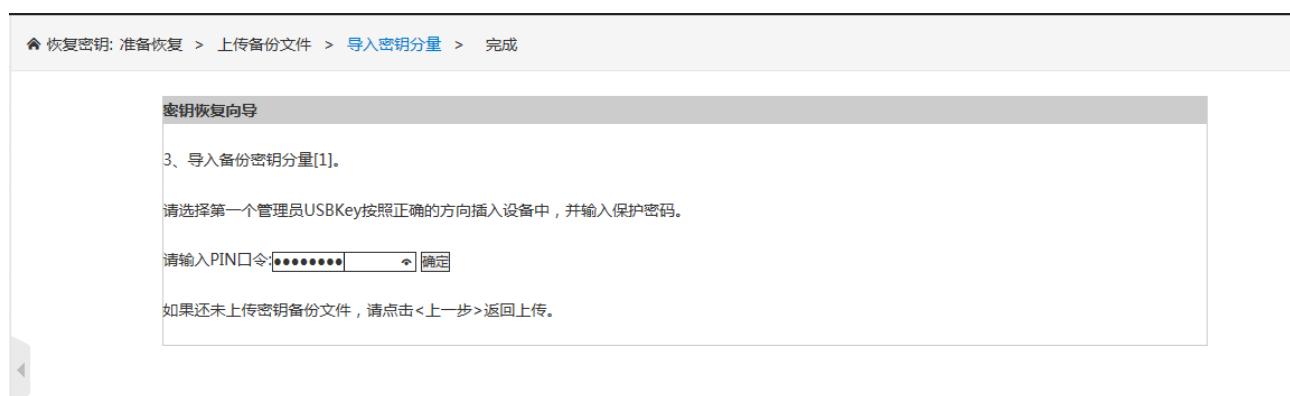 恢复密钥: 准备恢复 > 上传备份文件 > 导入密钥分量 > 完成
密钥恢复向导
3、导入备份密钥分量[1]。
请选择第一个管理员USBKey按照正确的方向插入设备中，并输入保护密码。
请输入PIN口令:●●●●●●●● 确定
如果还未上传密钥备份文件，请点击<上一步>返回上传。